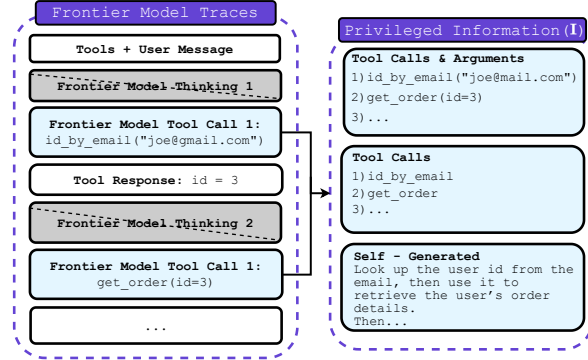 Frontier Model Traces
Tools + User Message
Frontier Model Thinking 1
Frontier Model Tool Call 1:
id_by_email("joe@gmail.com")
Tool Response: id = 3
Frontier Model Thinking 2
Frontier Model Tool Call 1:
get_order(id=3)
...
Privileged Information(I)
Tool Calls & Arguments
1)id_by_email("joe@mail.com")
2)get_order(id=3)
3)...
Tool Calls
1)id_by_email
2)get_order
3)...
Self - Generated
Look up the user id from the
email, then use it to
retrieve the user's order
details.
Then...